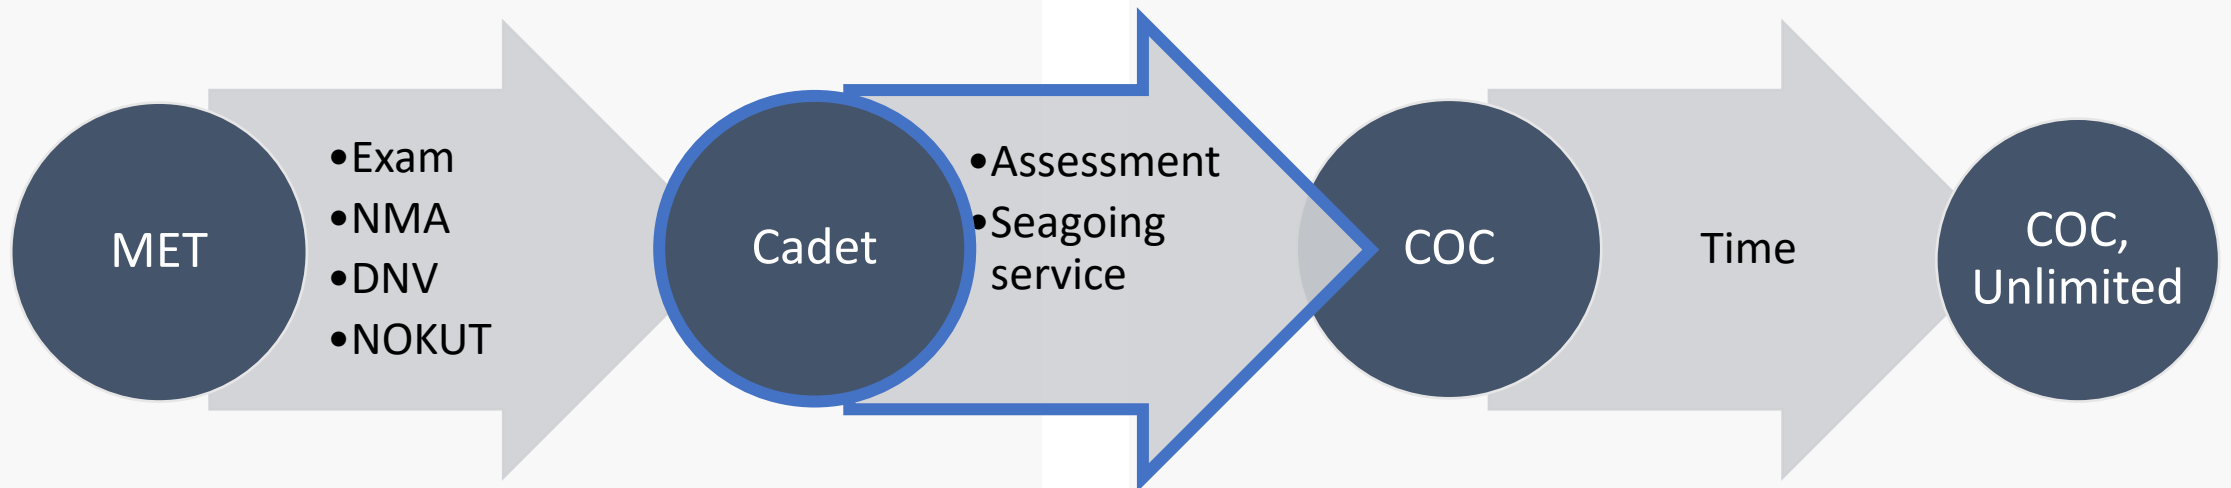 MET
•Exam
•NMA
•DNV
•NOKUT
Cadet
•Assessment
•Seagoing
service
COC
Time
COC,
Unlimited